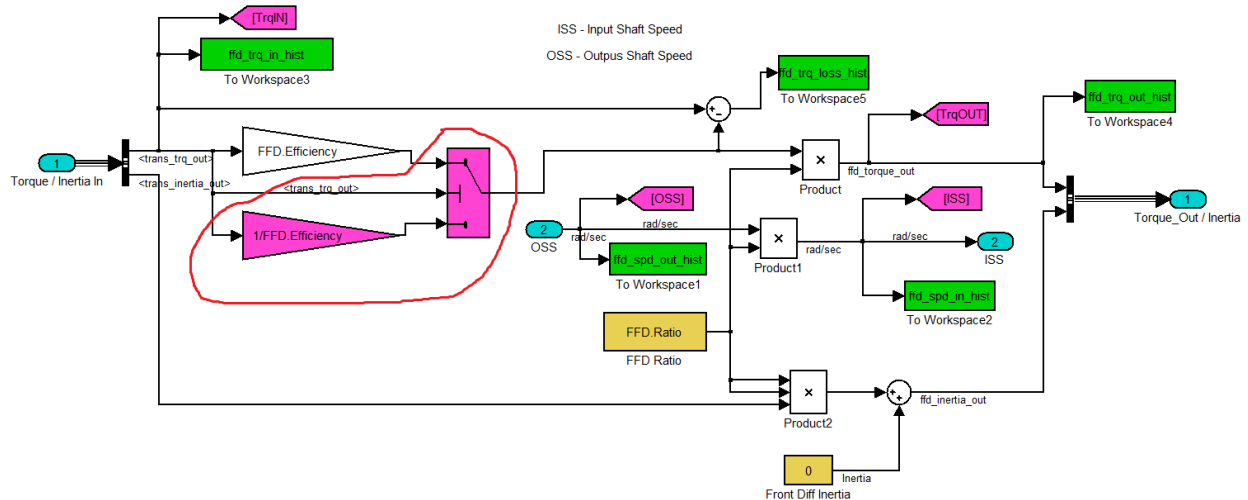 [TrqIN]
ffd_trq_in_hist
To Workspace3
ISS - Input Shaft Speed
OSS - Outpus Shaft Speed
ffd_trq_loss_hist
To Workspace5
ffd_trq_out_hist
To Workspace4
[TrqOUT]
1
Torque / Inertia In
<trans_trq_out>
<trans_inertia_out>
FFD.Efficiency
<trans_trq_out>
1/FFD.Efficiency
×
Product
ffd_torque_out
[OSS]
2
OSS
rad/sec
rad/sec
ffd_spd_out_hist
To Workspace1
×
Product1
rad/sec
[ISS]
rad/sec
2
ISS
ffd_spd_in_hist
To Workspace2
1
Torque_Out / Inertia
FFD.Ratio
FFD Ratio
×
Product2
ffd_inertia_out
0
Inertia
Front Diff Inertia